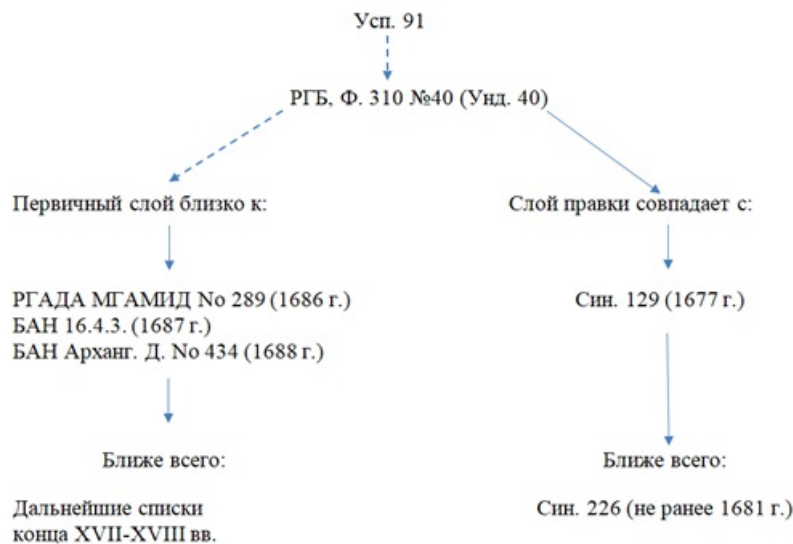 Усп. 91
РГБ, Ф. 310 №40 (Унд. 40)
Первичный слой близко к:
Слой правки совпадает с:
РГАДА МГАМИД No 289 (1686 г.)
БАН 16.4.3. (1687 г.)
БАН Арханг. Д. No 434 (1688 г.)
Син. 129 (1677 г.)
Ближе всего:
Ближе всего:
Дальнейшие списки
конца XVII-XVIII вв.
Син. 226 (не ранее 1681 г.)